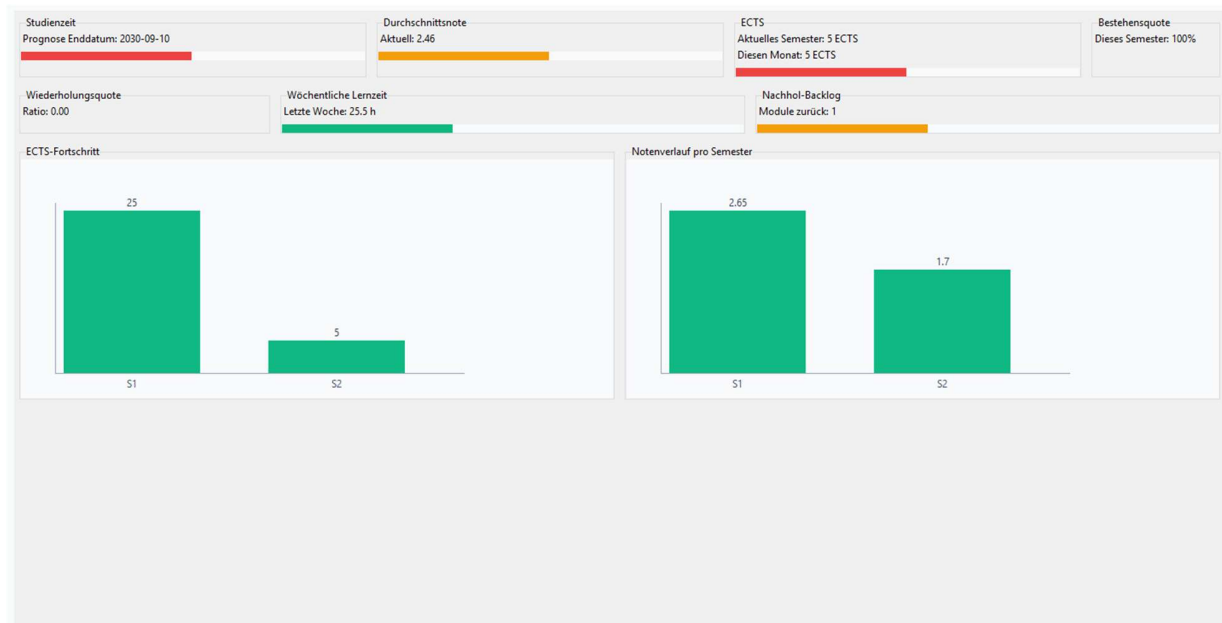 Studienzeit
Prognose Enddatum: 2030-09-10
Durchschnittsnote
Aktuell: 2.46
ECTS
Aktuelles Semester: 5 ECTS
Diesen Monat: 5 ECTS
Bestehensquote
Dieses Semester: 100%
Wiederholungsquote
Ratio: 0.00
Wöchentliche Lernzeit
Letzte Woche: 25.5 h
Nachhol-Backlog
Module zurück: 1
ECTS-Fortschritt
25
5
S1 S2
Notenverlauf pro Semester
2.65
1.7
S1 S2